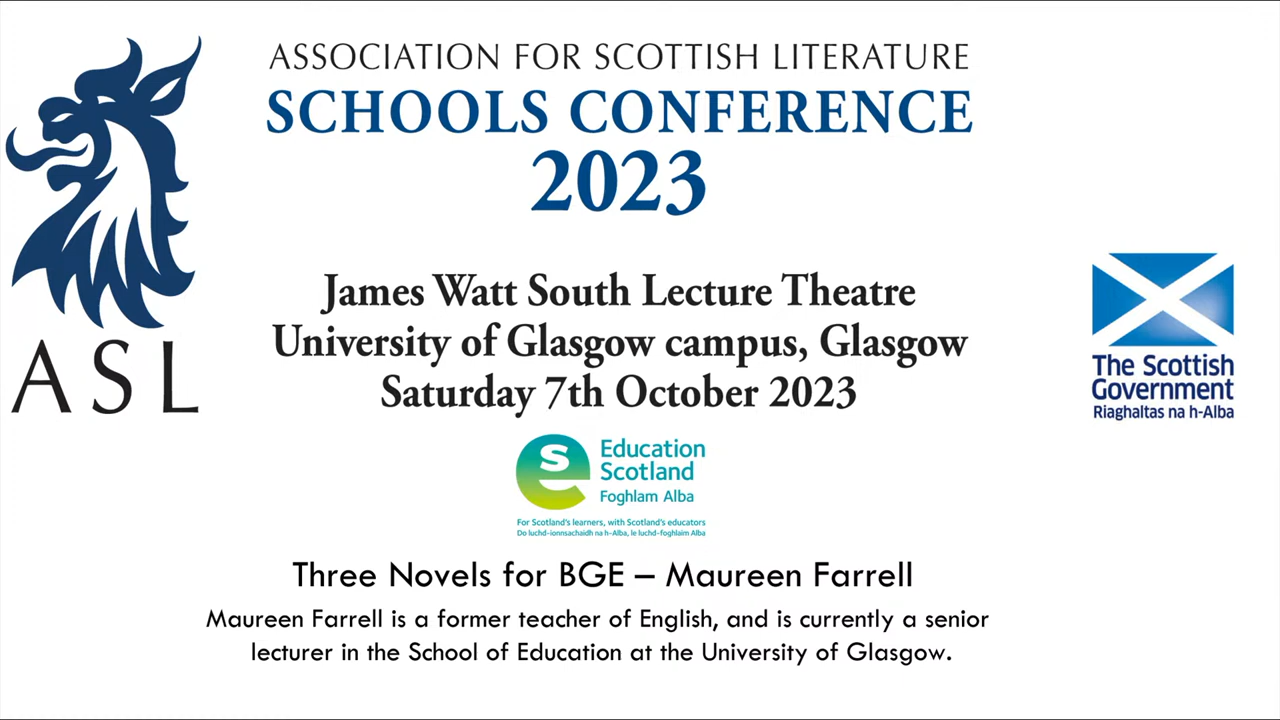 ASSOCIATION FOR SCOTTISH LITERATURE
SCHOOLS CONFERENCE
2023
ASL
James Watt South Lecture Theatre
University of Glasgow campus, Glasgow
Saturday 7th October 2023
The Scottish
Government
Riaghaltas na h-Alba
Education
Scotland
Foghlam Alba
For Scotland's learners, with Scotland's educators
Do luchd-ionnsachaidh na h-Alba, le luchd-foghlaim Alba
Three Novels for BGE – Maureen Farrell
Maureen Farrell is a former teacher of English, and is currently a senior
lecturer in the School of Education at the University of Glasgow.